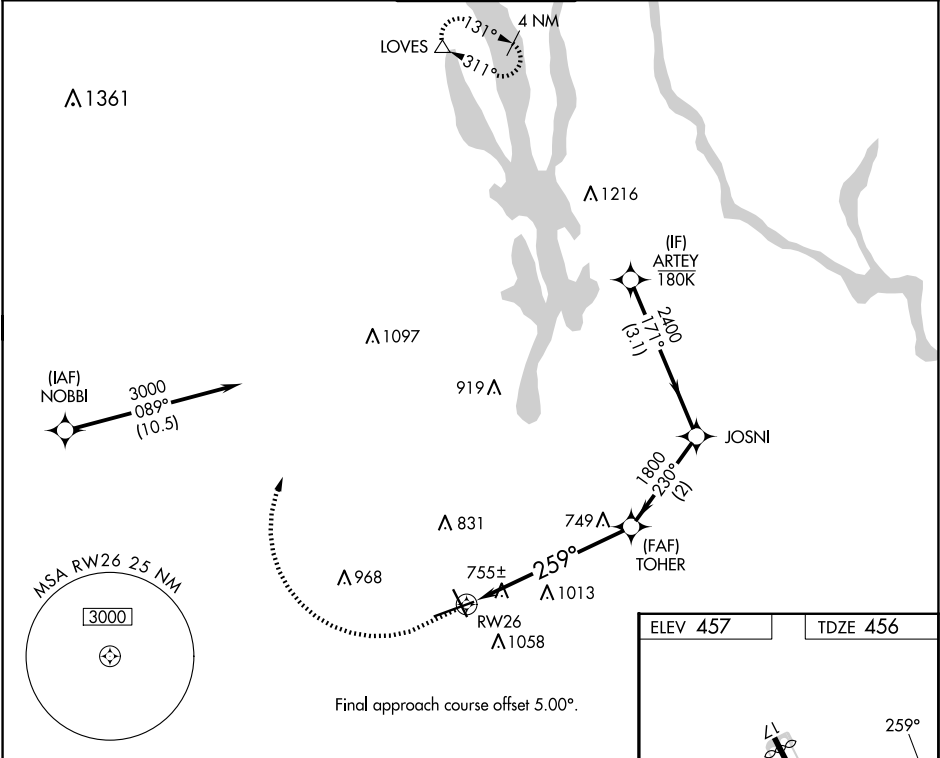 4 NM
131°
LOVES
311°
1361
1216
(IF)
ARTEY
180K
2400
171°
(3.1)
1097
(IAF)
NOBBI
3000
089°
(10.5)
919
JOSNI
1800
230°
(2)
831
749
(FAF)
TOHER
259°
968
755±
1013
RW26
1058
MSA RW26 25 NM
3000
ELEV 457
TDZE 456
Final approach course offset 5.00°.
17
259°